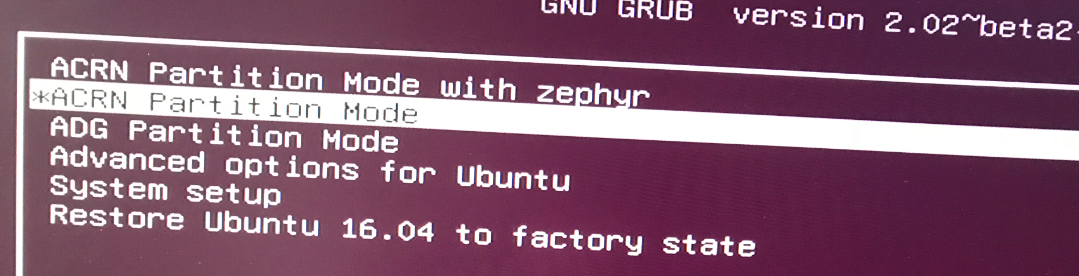 GNU GRUB version 2.02~beta2-
ACRN Partition Mode with zephyr
*ACRN Partition Mode
ADG Partition Mode
Advanced options for Ubuntu
System setup
Restore Ubuntu 16.04 to factory state